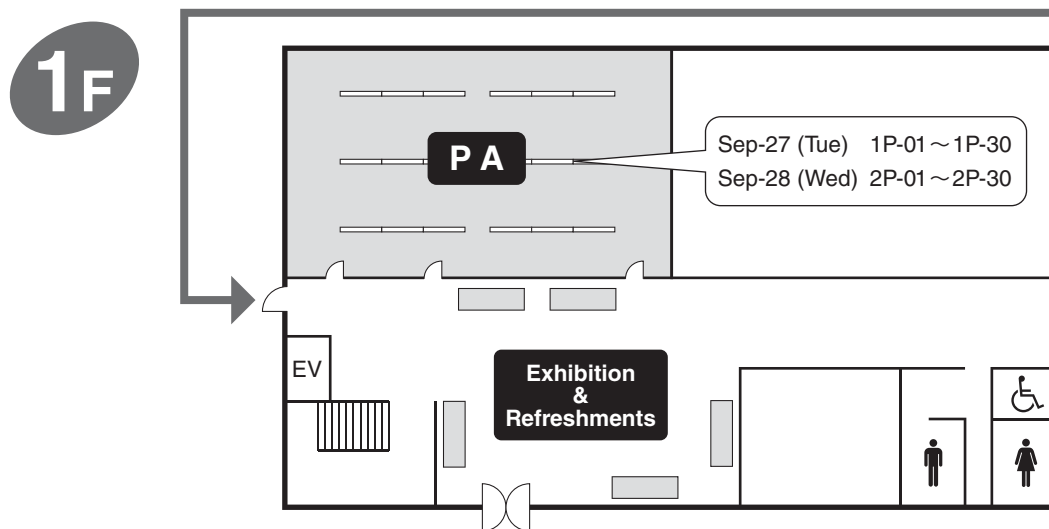 1F
P A
Sep-27 (Tue) 1P-01～1P-30
Sep-28 (Wed) 2P-01～2P-30
EV
Exhibition
&
Refreshments